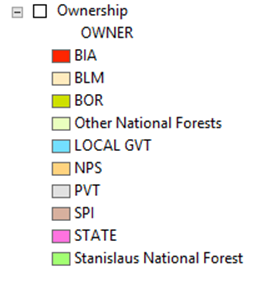 Ownership
OWNER
BIA
BLM
BOR
Other National Forests
LOCAL GVT
NPS
PVT
SPI
STATE
Stanislaus National Forest